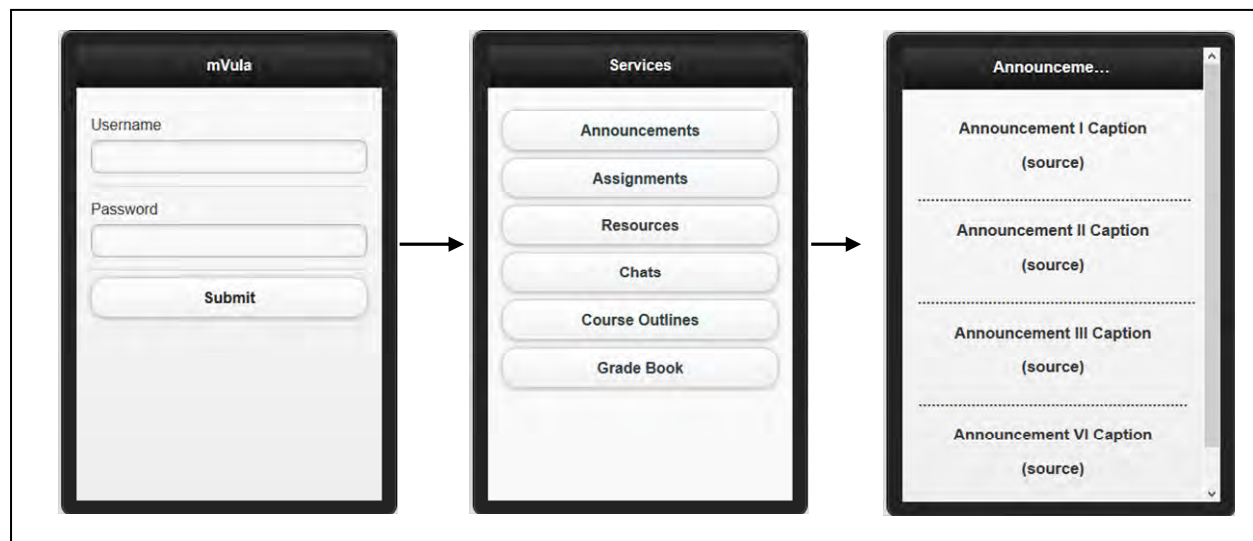 mVula
Username
Password
Submit
Services
Announcements
Assignments
Resources
Chats
Course Outlines
Grade Book
Announceme...
Announcement I Caption
(source)
Announcement II Caption
(source)
Announcement III Caption
(source)
Announcement VI Caption
(source)